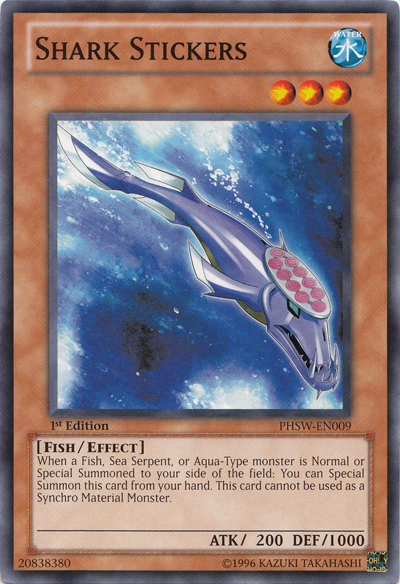 SHARK STICKERS
WATER
水
1st Edition
PHSW-EN009
[FISH/EFFECT]
When a Fish, Sea Serpent, or Aqua-Type monster is Normal or
Special Summoned to your side of the field: You can Special
Summon this card from your hand. This card cannot be used as a
Synchro Material Monster.
ATK/ 200 DEF/1000
20838380
©1996 KAZUKI TAKAHASHI